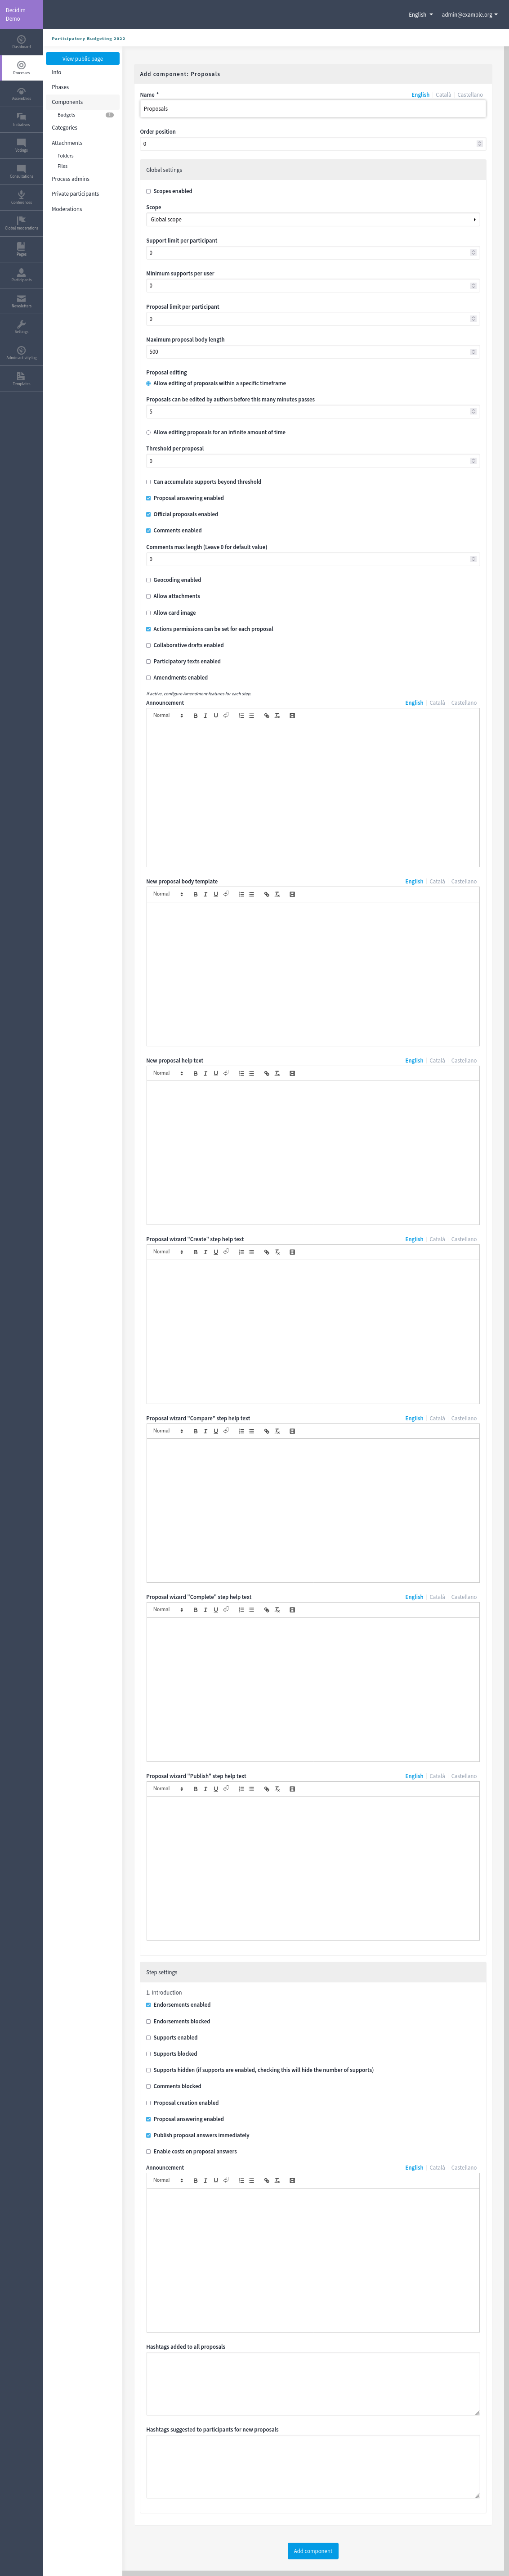 Decidim
Demo
English
admin@example.org
Dashboard
Processes
Assemblies
Initiatives
Votings
Consultations
Conferences
Global moderations
Pages
Participants
Newsletters
Settings
Admin activity log
Templates
Participatory Budgeting 2022
View public page
Info
Phases
Components
Budgets
Categories
Attachments
Folders
Files
Process admins
Private participants
Moderations
Add component: Proposals
Name * English Català Castellano
Proposals
Order position
0
Global settings
Scopes enabled
Scope
Global scope
Support limit per participant
0
Minimum supports per user
0
Proposal limit per participant
0
Maximum proposal body length
500
Proposal editing
Allow editing of proposals within a specific timeframe
Proposals can be edited by authors before this many minutes passes
5
Allow editing proposals for an infinite amount of time
Threshold per proposal
0
Can accumulate supports beyond threshold
Proposal answering enabled
Official proposals enabled
Comments enabled
Comments max length (Leave 0 for default value)
0
Geocoding enabled
Allow attachments
Allow card image
Actions permissions can be set for each proposal
Collaborative drafts enabled
Participatory texts enabled
Amendments enabled
If active, configure Amendment features for each step.
Announcement English Català Castellano
Normal B I U
New proposal body template English Català Castellano
Normal B I U
New proposal help text English Català Castellano
Normal B I U
Proposal wizard "Create" step help text English Català Castellano
Normal B I U
Proposal wizard "Compare" step help text English Català Castellano
Normal B I U
Proposal wizard "Complete" step help text English Català Castellano
Normal B I U
Proposal wizard "Publish" step help text English Català Castellano
Normal B I U
Step settings
1. Introduction
Endorsements enabled
Endorsements blocked
Supports enabled
Supports blocked
Supports hidden (if supports are enabled, checking this will hide the number of supports)
Comments blocked
Proposal creation enabled
Proposal answering enabled
Publish proposal answers immediately
Enable costs on proposal answers
Announcement English Català Castellano
Normal B I U
Hashtags added to all proposals
Hashtags suggested to participants for new proposals
Add component